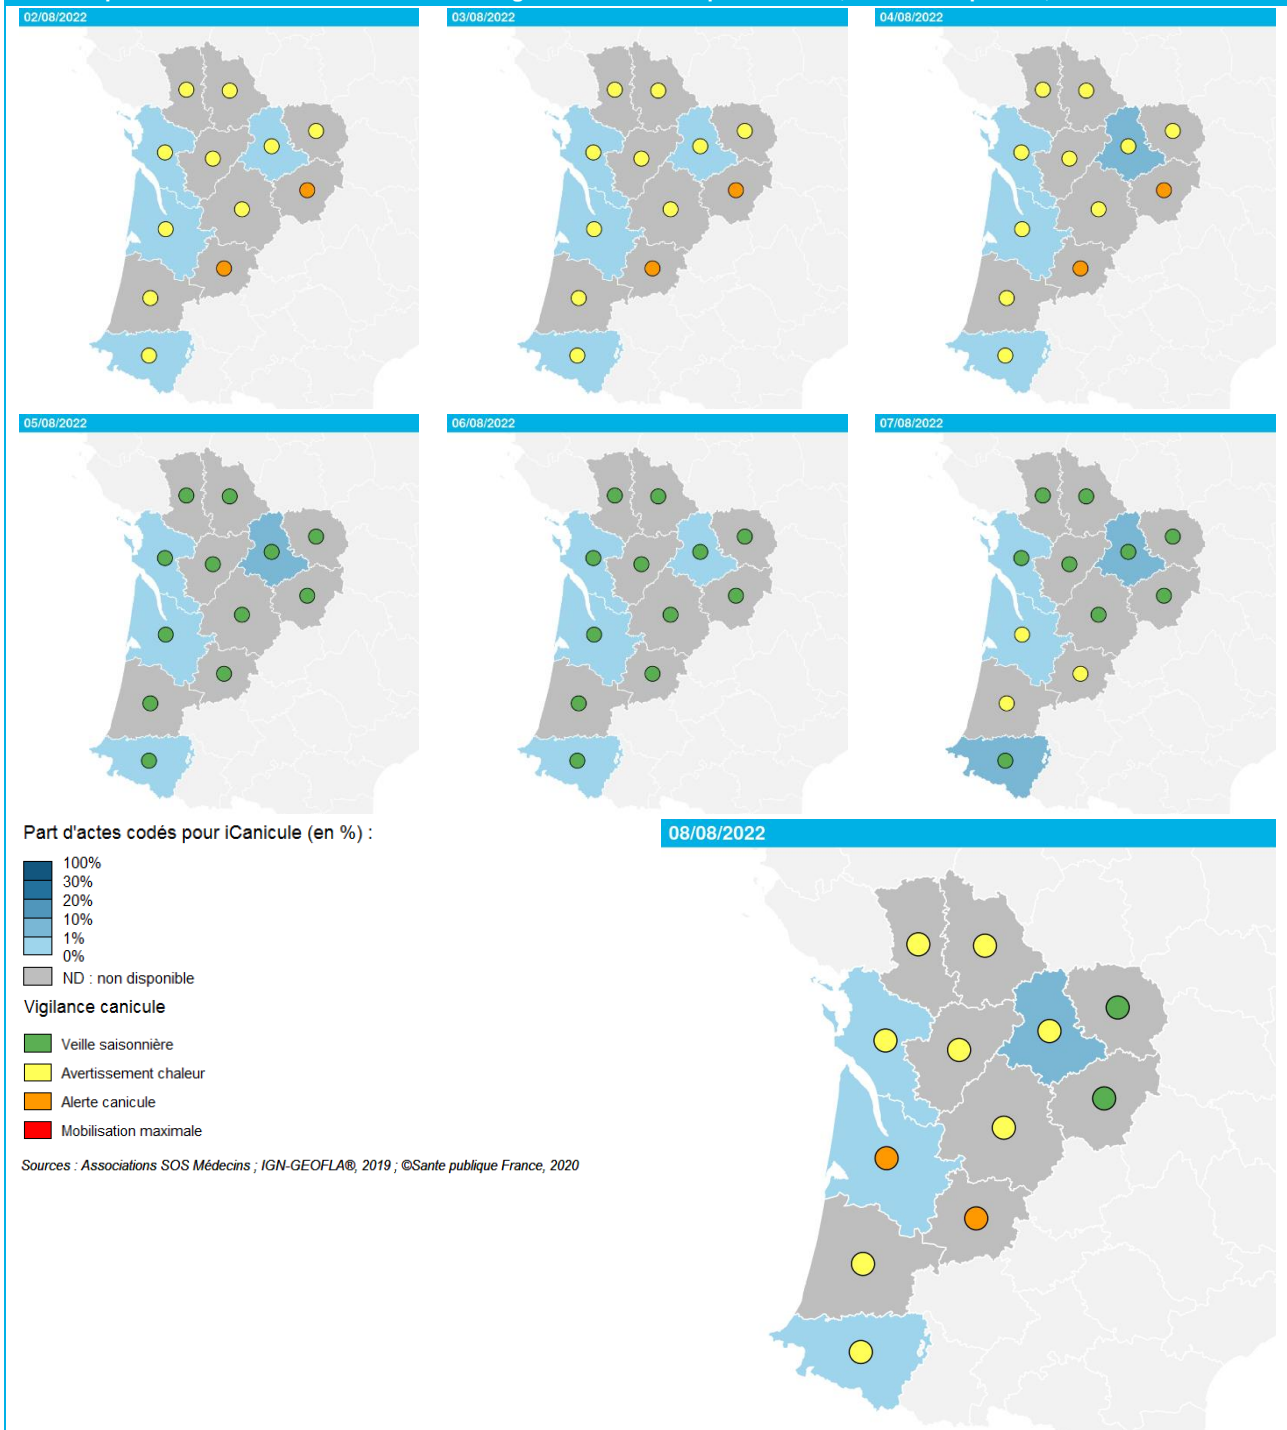 02/08/2022
03/08/2022
04/08/2022
05/08/2022
06/08/2022
07/08/2022
Part d'actes codés pour iCanicule (en %) :
100%
30%
20%
10%
1%
0%
ND : non disponible
Vigilance canicule
Veille saisonnière
Avertissement chaleur
Alerte canicule
Mobilisation maximale
Sources : Associations SOS Médecins ; IGN-GEOFLA®, 2019 ; ©Sante publique France, 2020
08/08/2022